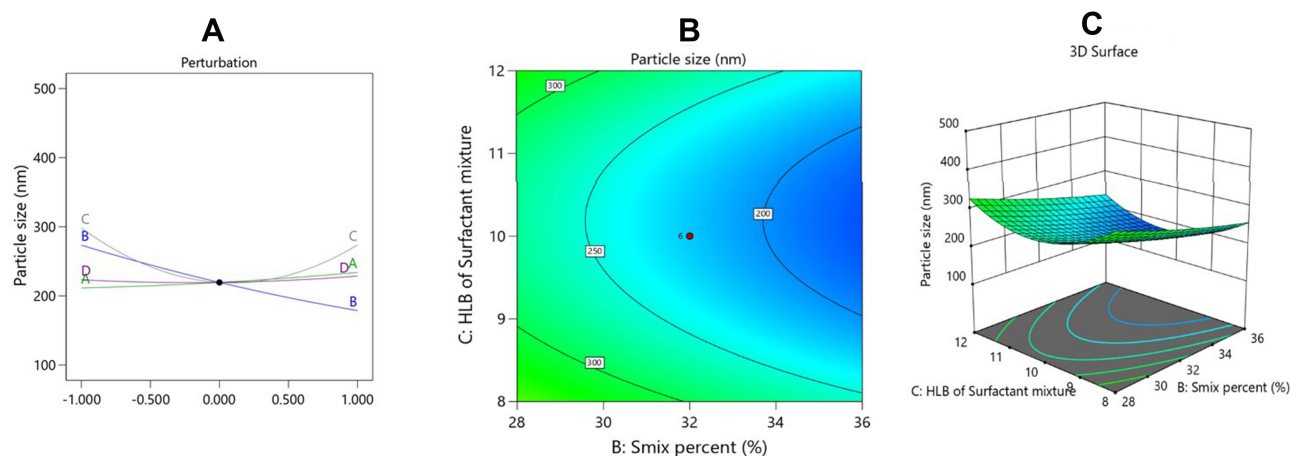 A
Perturbation
Particle size (nm)
500
400
300
200
100
C
B
D
A
C
D A
B
-1.000 -0.500 0.000 0.500 1.000
B
Particle size (nm)
C: HLB of Surfactant mixture
12
11
10
9
8
300
250
200
300
6
28 30 32 34 36
B: Smix percent (%)
C
3D Surface
Particle size (nm)
500
400
300
200
100
12
11
10
9
8
28
30
32
34
36
C: HLB of Surfactant mixture
B: Smix percent (%)